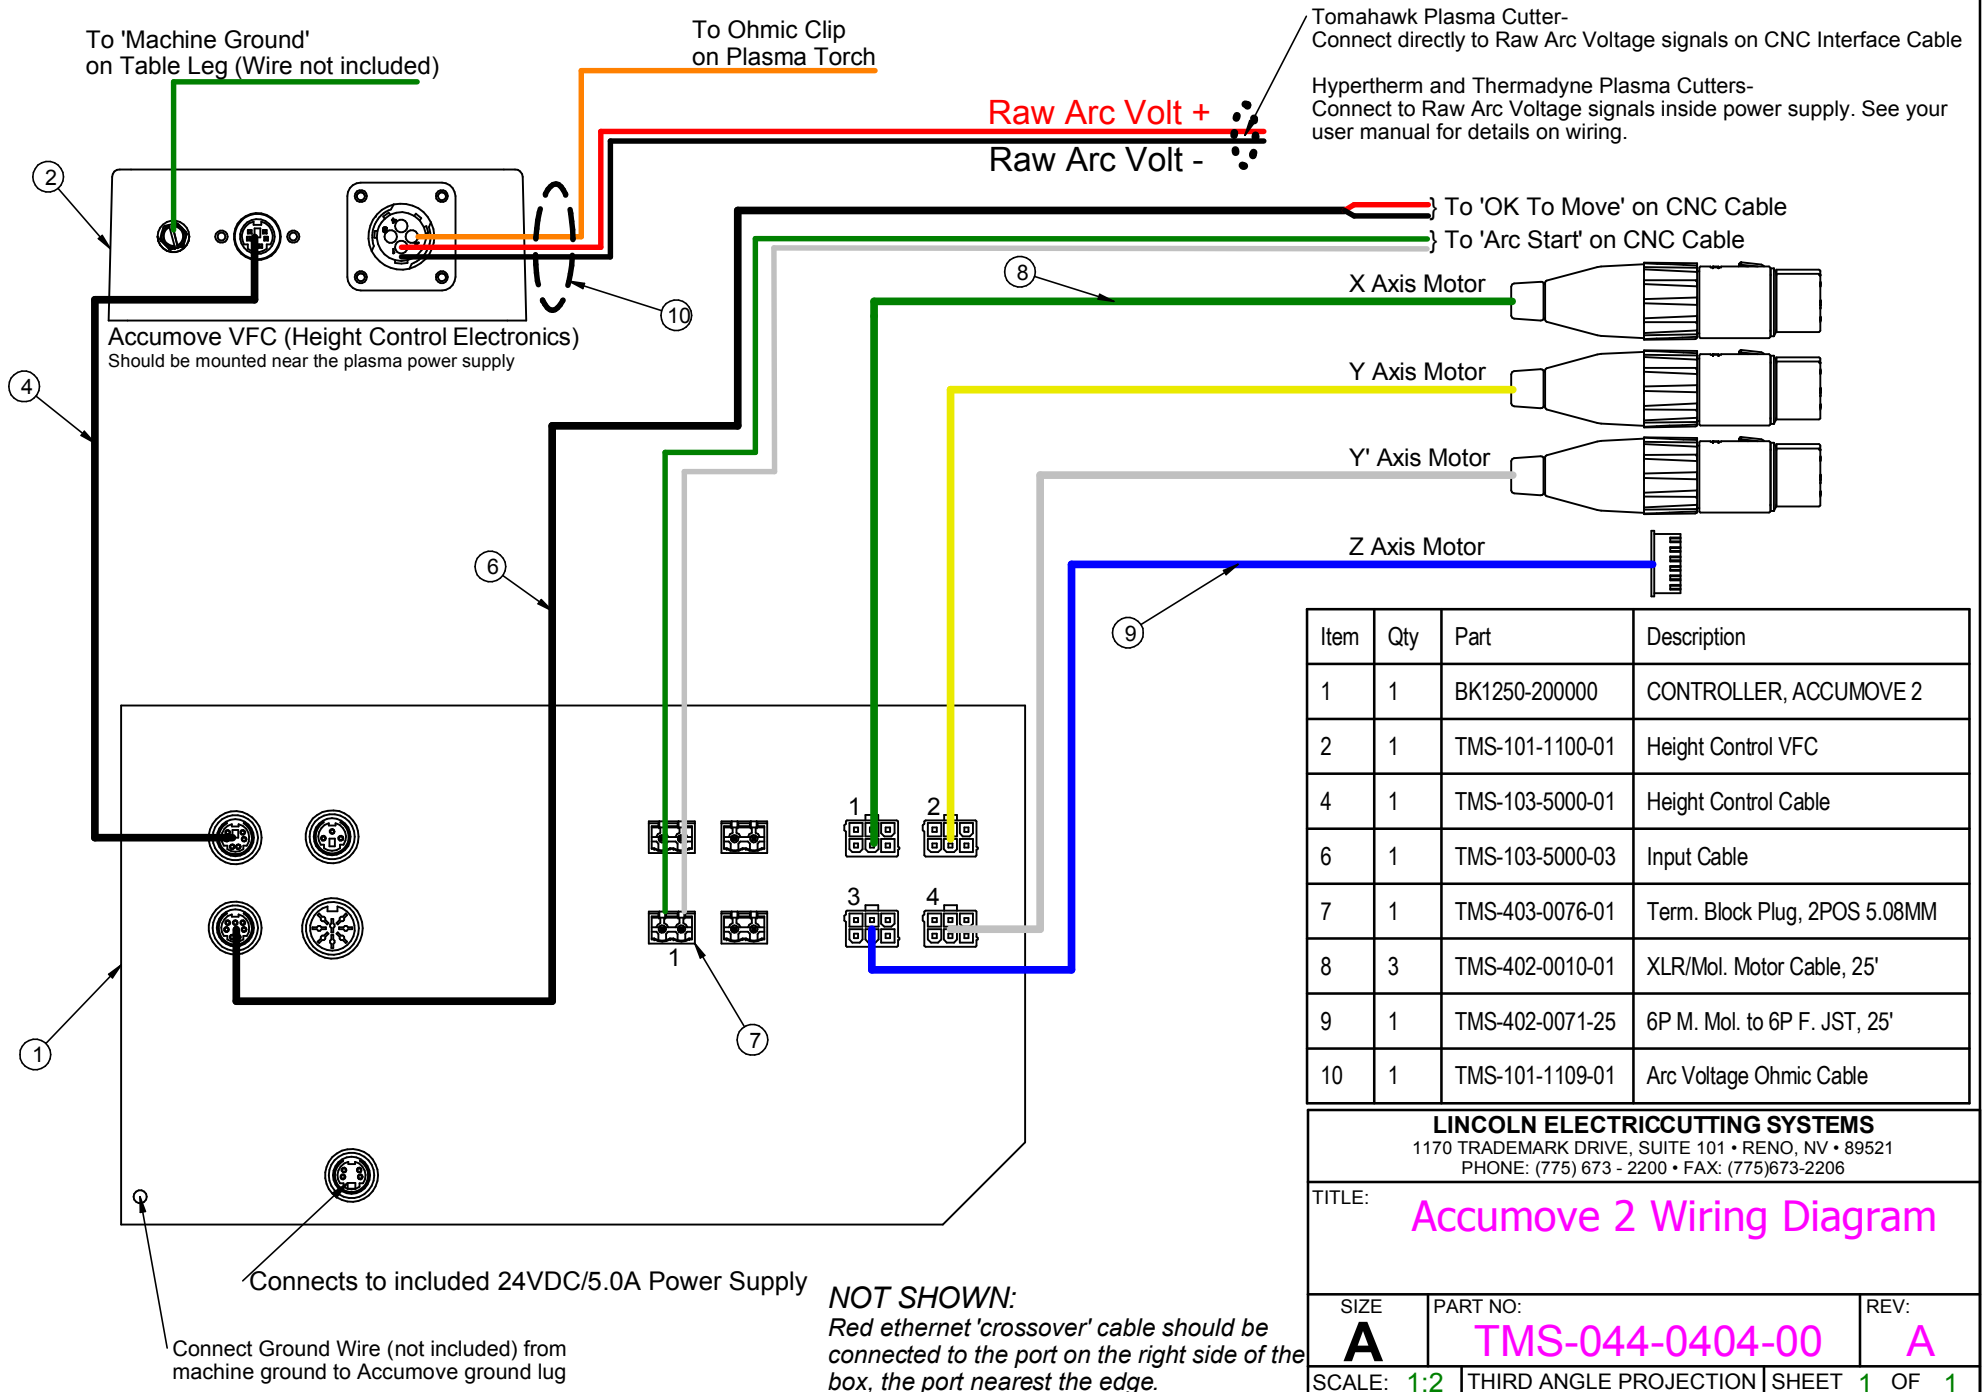 To 'Machine Ground'
on Table Leg (Wire not included)
To Ohmic Clip
on Plasma Torch
Tomahawk Plasma Cutter-
Connect directly to Raw Arc Voltage signals on CNC Interface Cable
Hypertherm and Thermadyne Plasma Cutters-
Connect to Raw Arc Voltage signals inside power supply. See your
user manual for details on wiring.
Raw Arc Volt +
Raw Arc Volt -
2
10
} To 'OK To Move' on CNC Cable
} To 'Arc Start' on CNC Cable
8
X Axis Motor
Accumove VFC (Height Control Electronics)
Should be mounted near the plasma power supply
4
Y Axis Motor
Y' Axis Motor
6
Z Axis Motor
9
1
2
3
4
1
7
1
Item Qty Part Description
1 1 BK1250-200000 CONTROLLER, ACCUMOVE 2
2 1 TMS-101-1100-01 Height Control VFC
4 1 TMS-103-5000-01 Height Control Cable
6 1 TMS-103-5000-03 Input Cable
7 1 TMS-403-0076-01 Term. Block Plug, 2POS 5.08MM
8 3 TMS-402-0010-01 XLR/Mol. Motor Cable, 25'
9 1 TMS-402-0071-25 6P M. Mol. to 6P F. JST, 25'
10 1 TMS-101-1109-01 Arc Voltage Ohmic Cable
LINCOLN ELECTRICCUTTING SYSTEMS
1170 TRADEMARK DRIVE, SUITE 101 • RENO, NV • 89521
PHONE: (775) 673 - 2200 • FAX: (775)673-2206
TITLE:
Accumove 2 Wiring Diagram
SIZE
A
PART NO:
TMS-044-0404-00
REV:
A
SCALE: 1:2 THIRD ANGLE PROJECTION SHEET 1 OF 1
Connects to included 24VDC/5.0A Power Supply
Connect Ground Wire (not included) from
machine ground to Accumove ground lug
NOT SHOWN:
Red ethernet 'crossover' cable should be
connected to the port on the right side of the
box, the port nearest the edge.